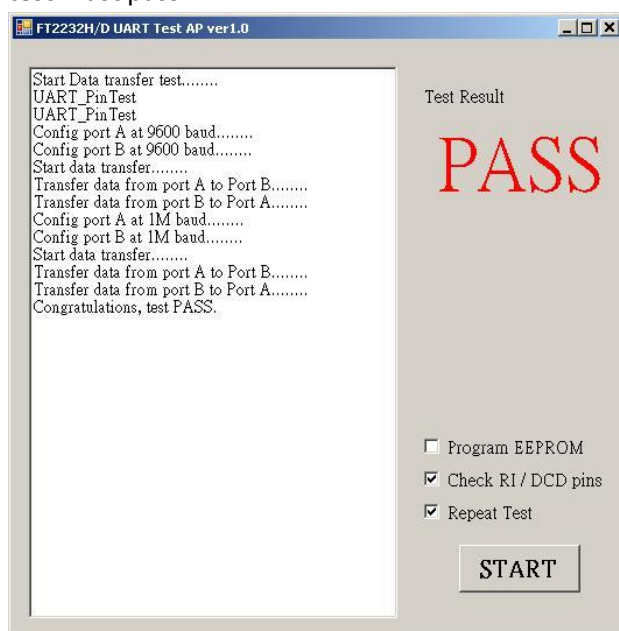 FT2232H/D UART Test AP ver1.0
Start Data transfer test........
UART_PinTest
UART_PinTest
Config port A at 9600 baud........
Config port B at 9600 baud........
Start data transfer........
Transfer data from port A to Port B........
Transfer data from port B to Port A........
Config port A at 1M baud........
Config port B at 1M baud........
Start data transfer........
Transfer data from port A to Port B........
Transfer data from port B to Port A........
Congratulations, test PASS.
Test Result
PASS
Program EEPROM
Check RI / DCD pins
Repeat Test
START